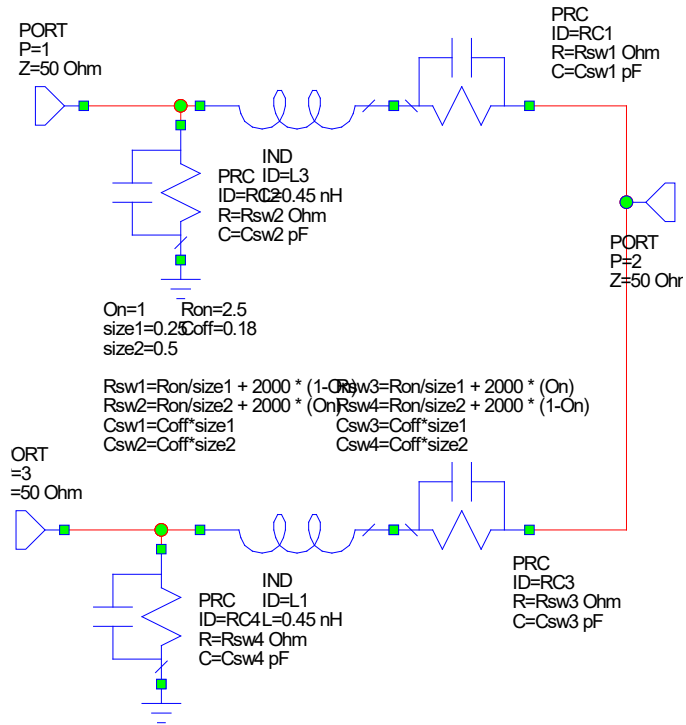 PORT
P=1
Z=50 Ohm
PRC
ID=RC1
R=Rsw1 Ohm
C=Csw1 pF
IND
ID=L3
L=0.45 nH
PRC
ID=RC2
R=Rsw2 Ohm
C=Csw2 pF
PORT
P=2
Z=50 Ohr
On=1
size1=0.25
size2=0.5
Ron=2.5
Coff=0.18
Rsw1=Ron/size1 + 2000 * (1-On)
Rsw2=Ron/size2 + 2000 * (On)
Csw1=Coff*size1
Csw2=Coff*size2
Rsw3=Ron/size1 + 2000 * (On)
Rsw4=Ron/size2 + 2000 * (1-On)
Csw3=Coff*size1
Csw4=Coff*size2
ORT
=3
=50 Ohm
IND
ID=L1
L=0.45 nH
PRC
ID=RC4
R=Rsw4 Ohm
C=Csw4 pF
PRC
ID=RC3
R=Rsw3 Ohm
C=Csw3 pF